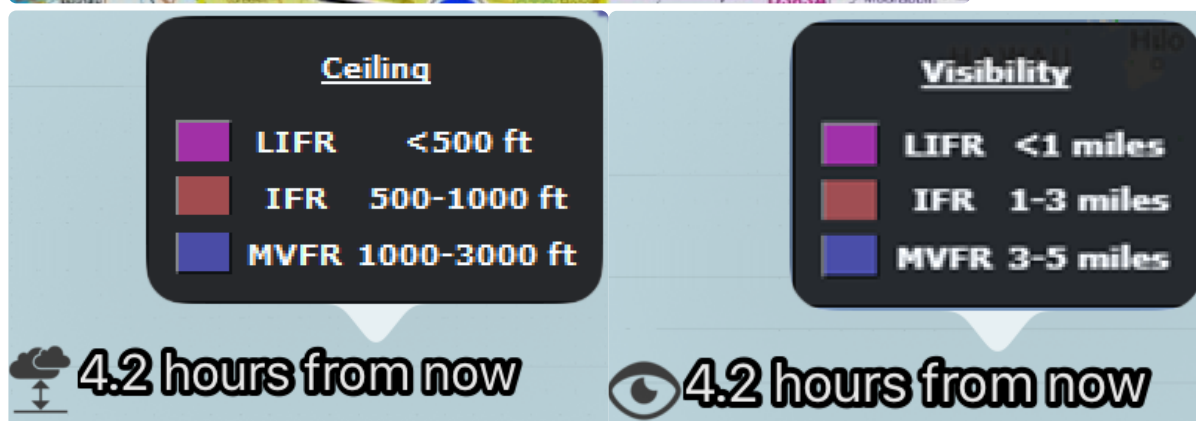 Ceiling
LIFR <500 ft
IFR 500-1000 ft
MVFR 1000-3000 ft
4.2 hours from now
Hilo
Visibility
LIFR <1 miles
IFR 1-3 miles
MVFR 3-5 miles
4.2 hours from now